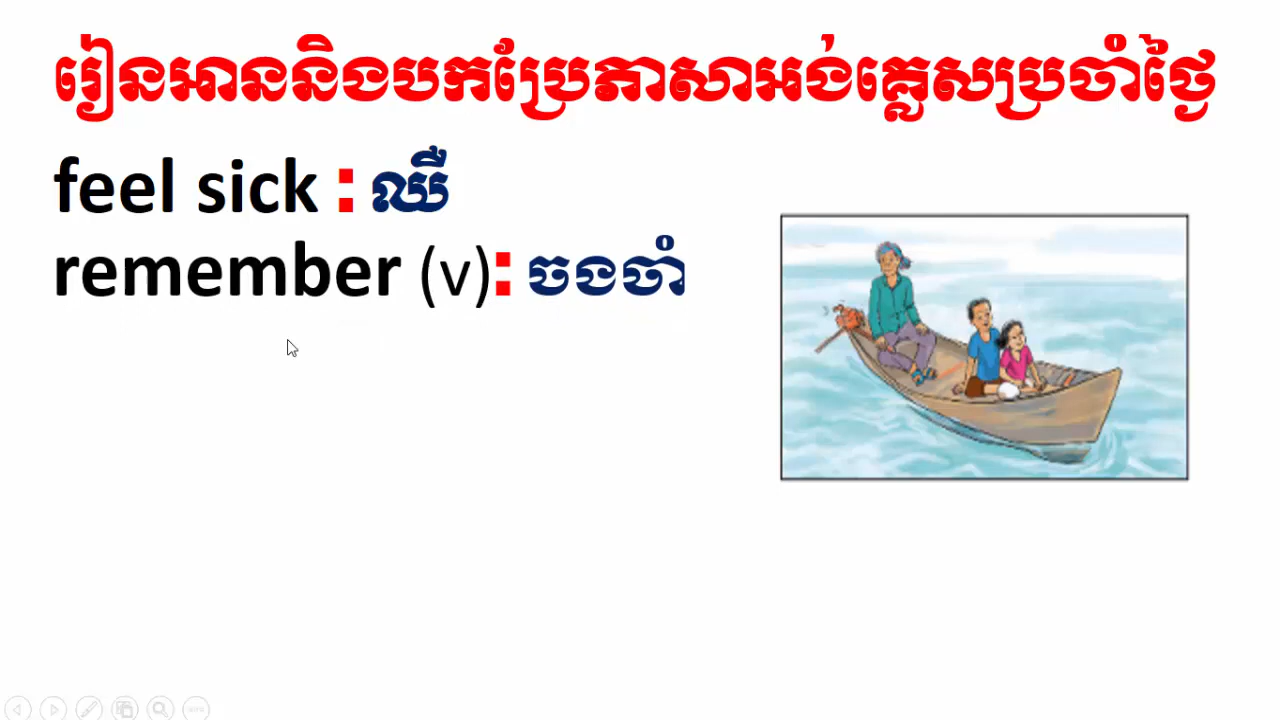 រៀនអាននិងបកប្រែភាសាអង់គ្លេសប្រចាំថ្ងៃ
feel sick : ឈឺ
remember (v): ចងចាំ